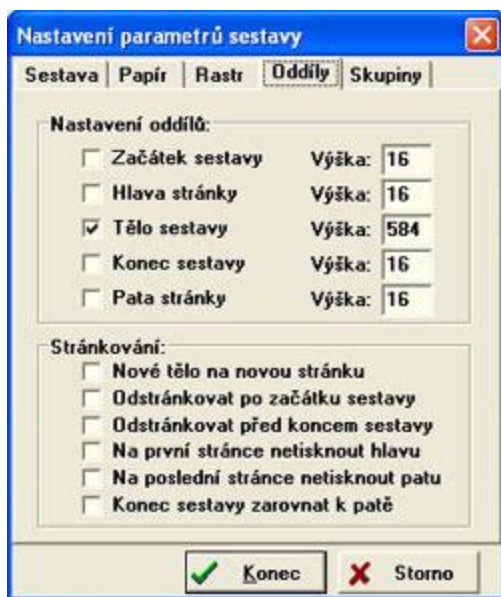 Nastavení parametrů sestavy
Sestava Papír Rastr Oddíly Skupiny
Nastavení oddílů:
Začátek sestavy Výška: 16
Hlava stránky Výška: 16
Tělo sestavy Výška: 584
Konec sestavy Výška: 16
Pata stránky Výška: 16
Stránkování:
Nové tělo na novou stránku
Odstránkovat po začátku sestavy
Odstránkovat před koncem sestavy
Na první stránce netisknout hlavu
Na poslední stránce netisknout patu
Konec sestavy zarovnat k patě
Konec Storno